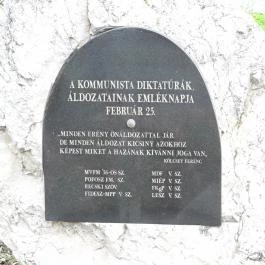 A KOMMUNISTA DIKTATÚRÁK
ÁLDOZATAINAK EMLÉKNAPJA
FEBRUÁR 25.
„MINDEN ERÉNY ÖNÁLDOZATTAL JÁR
DE MINDEN ÁLDOZAT KICSINY AZOKHOZ
KÉPEST MIKET A HAZÁNAK KÍVÁNNI JOGA VAN„
KÖLCSEY FERENC
MVPM '56-OS SZ. MDF V. SZ.
POFOSZ FM. SZ. MIÉP V. SZ.
RECSKI SZÖV. FKgP V. SZ.
FIDESZ-MPP V. SZ. LESZ V. SZ.